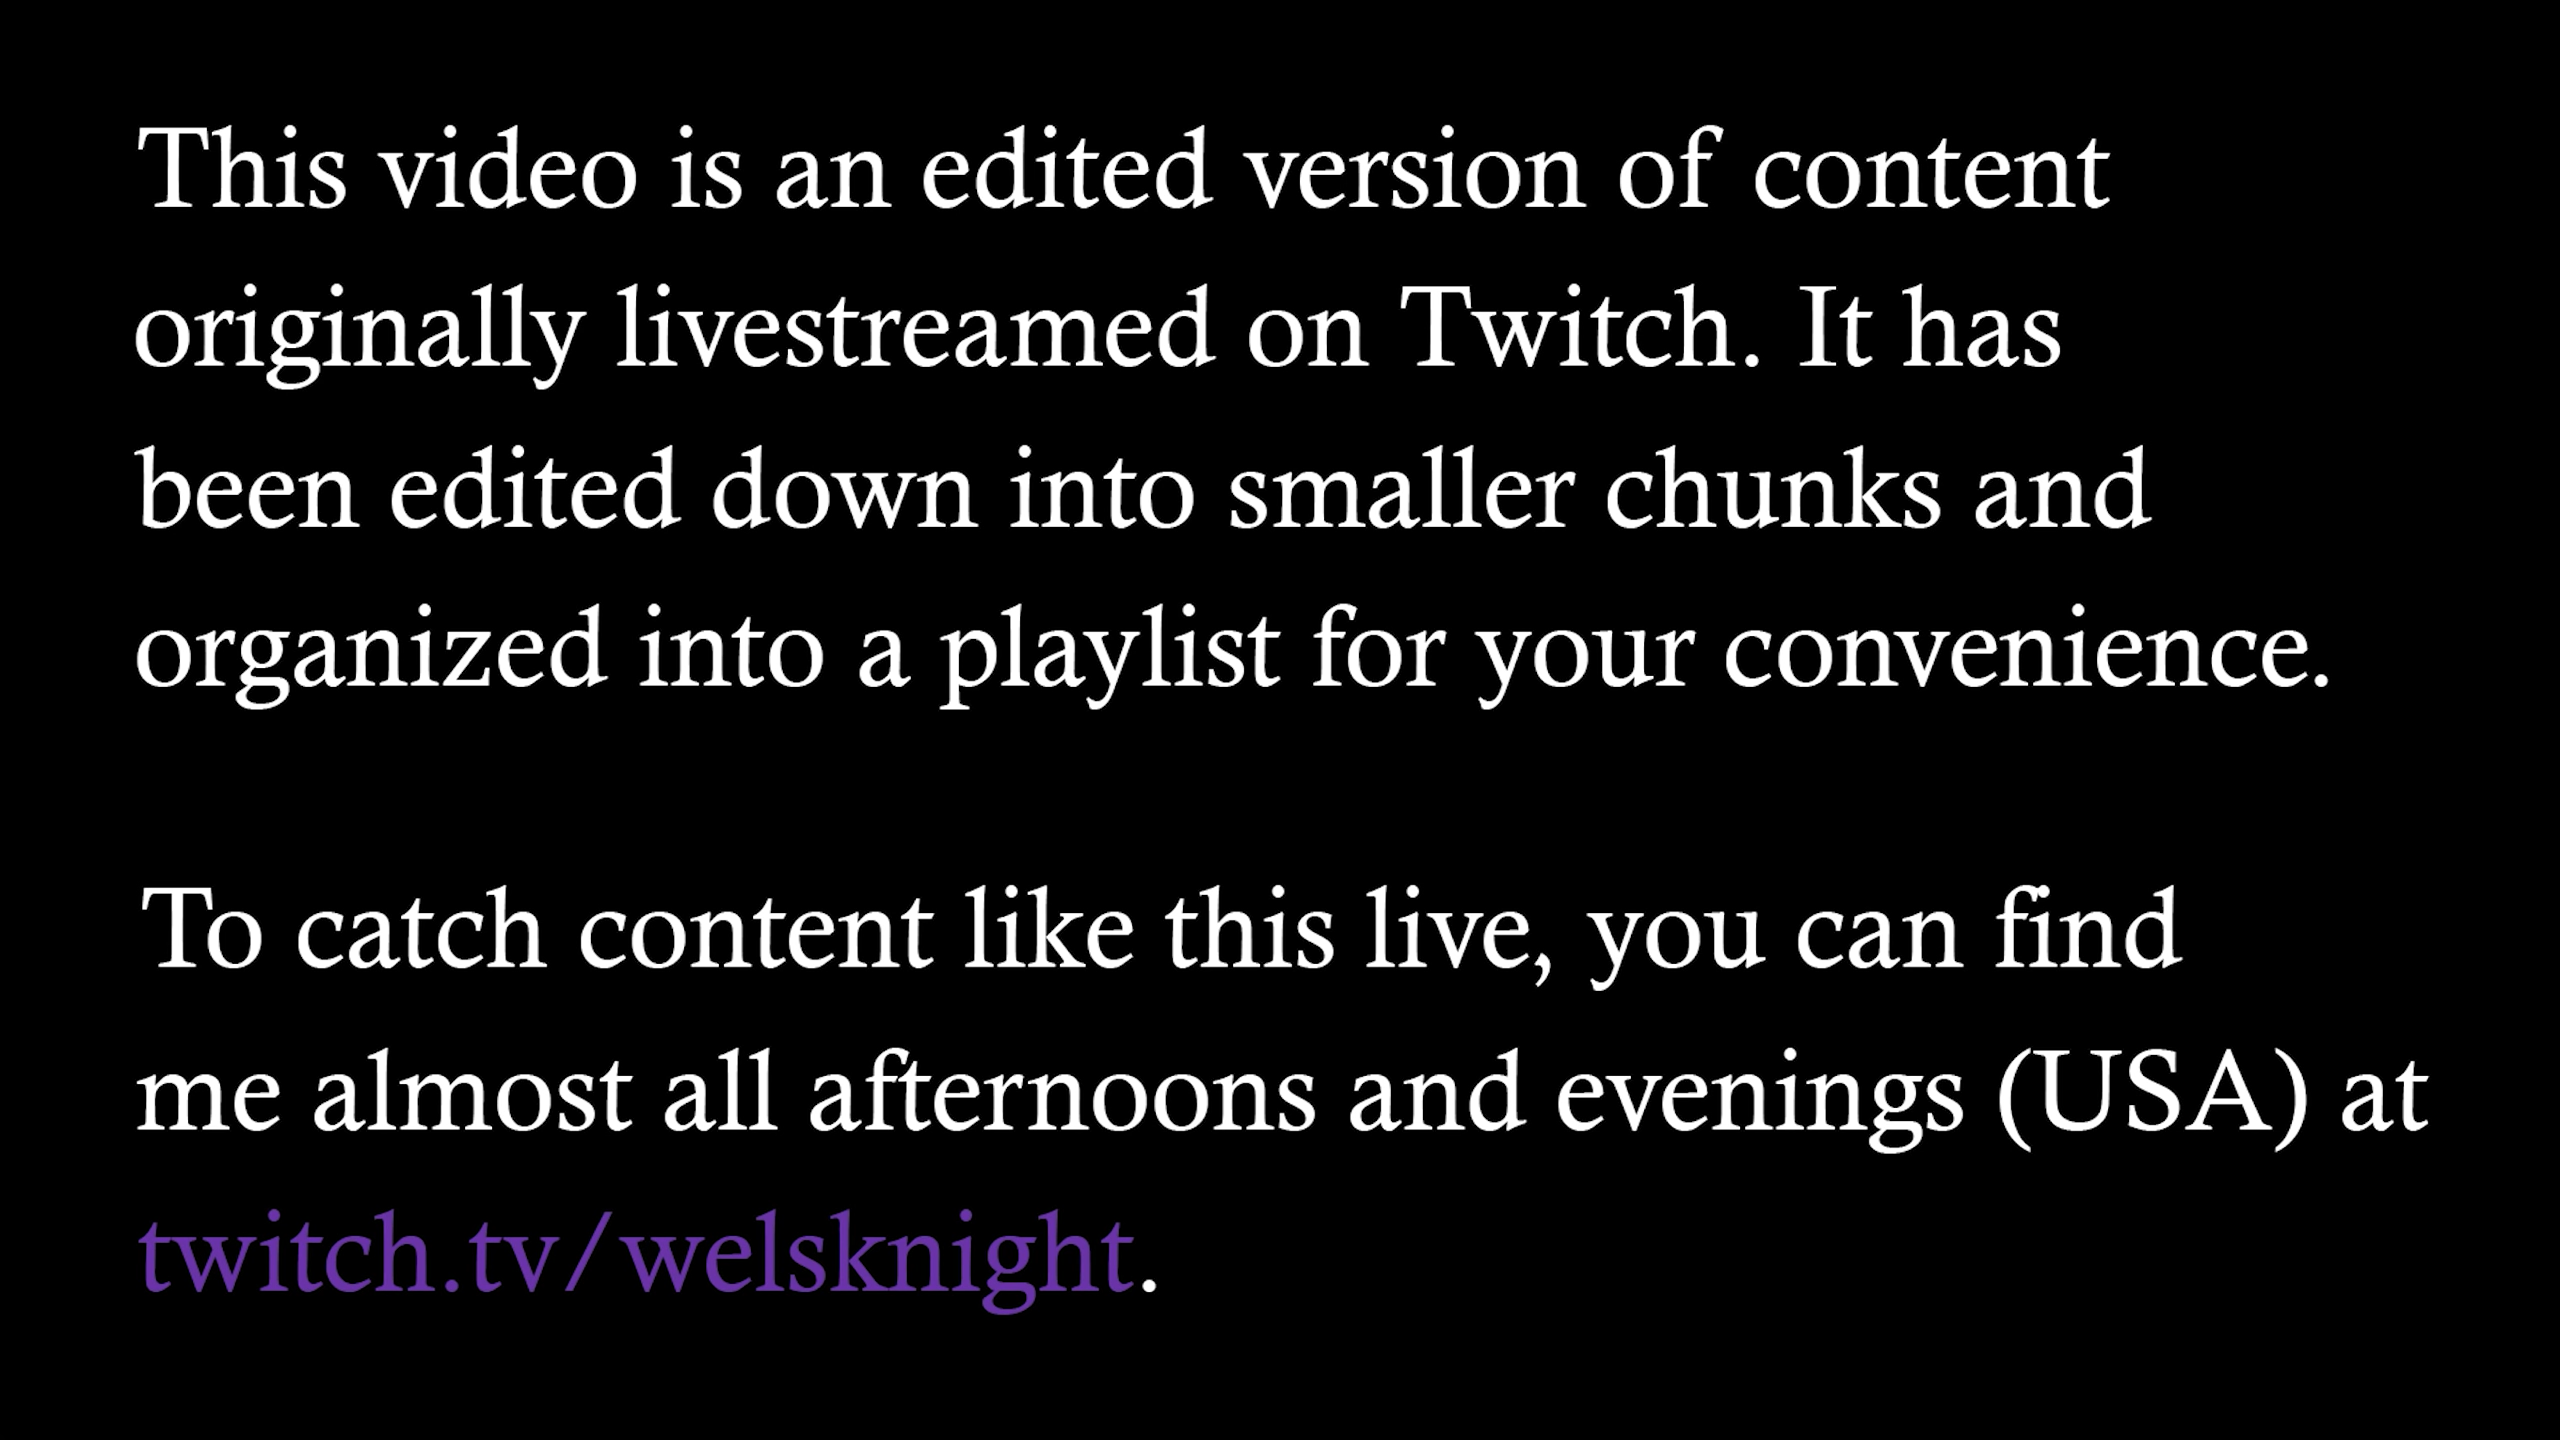 This video is an edited version of content
originally livestreamed on Twitch. It has
been edited down into smaller chunks and
organized into a playlist for your convenience.
To catch content like this live, you can find
me almost all afternoons and evenings (USA) at
twitch.tv/welsknight.